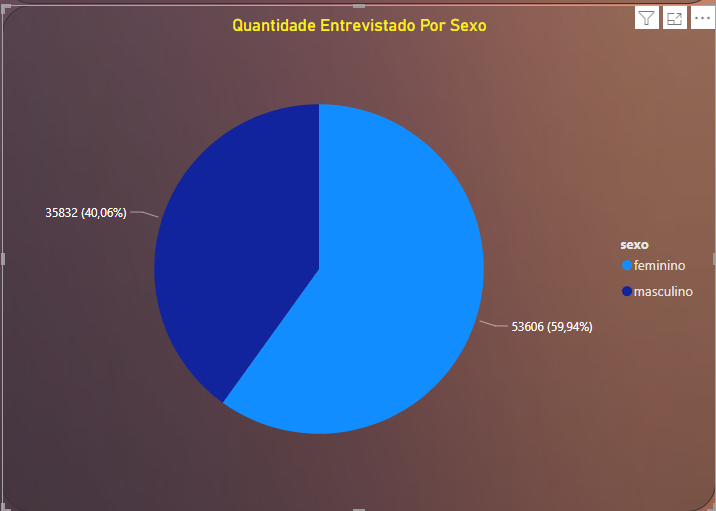 Quantidade Entrevistado Por Sexo
35832 (40,06%)
sexo
feminino
masculino
53606 (59,94%)